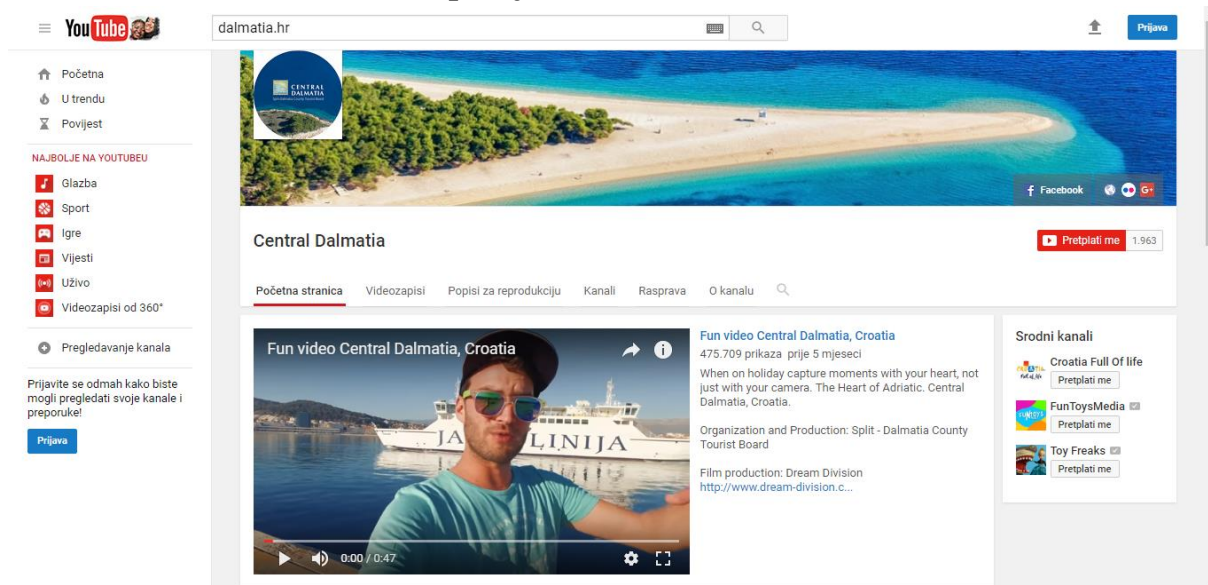 YouTube
dalmatia.hr
Prijava
Početna
U trendu
Povijest
NAJBOLJE NA YOUTUBEU
Glazba
Sport
Igre
Vijesti
Uživo
Videozapisi od 360°
Pregledavanje kanala
Prijavite se odmah kako biste
mogli pregledati svoje kanale i
preporuke!
Prijava
CENTRAL
DALMATIA
Facebook
G+
Central Dalmatia
Pretplati me 1.963
Početna stranica Videozapisi Popisi za reprodukciju Kanali Rasprava O kanalu
Fun video Central Dalmatia, Croatia
JA LINIJA
0:00 / 0:47
Fun video Central Dalmatia, Croatia
475.709 prikaza prije 5 mjeseci
When on holiday capture moments with your heart, not
just with your camera. The Heart of Adriatic. Central
Dalmatia, Croatia.
Organization and Production: Split - Dalmatia County
Tourist Board
Film production: Dream Division
http://www.dream-division.c...
Srodni kanali
Croatia Full Of life
Pretplati me
FunToysMedia
Pretplati me
Toy Freaks
Pretplati me